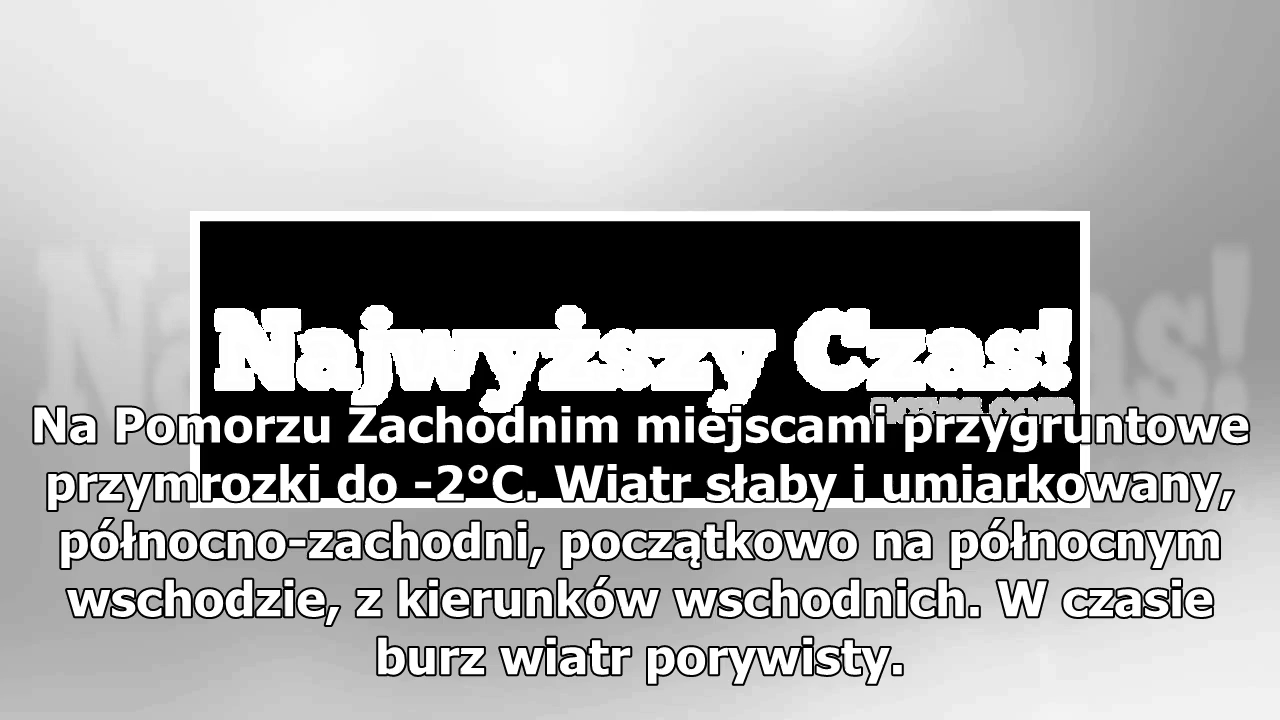 Najwyższy Czas!
Na Pomorzu Zachodnim miejscami przygruntowe
przymrozki do -2°C. Wiatr słaby i umiarkowany,
północno-zachodni, początkowo na północnym
wschodzie, z kierunków wschodnich. W czasie
burz wiatr porywisty.